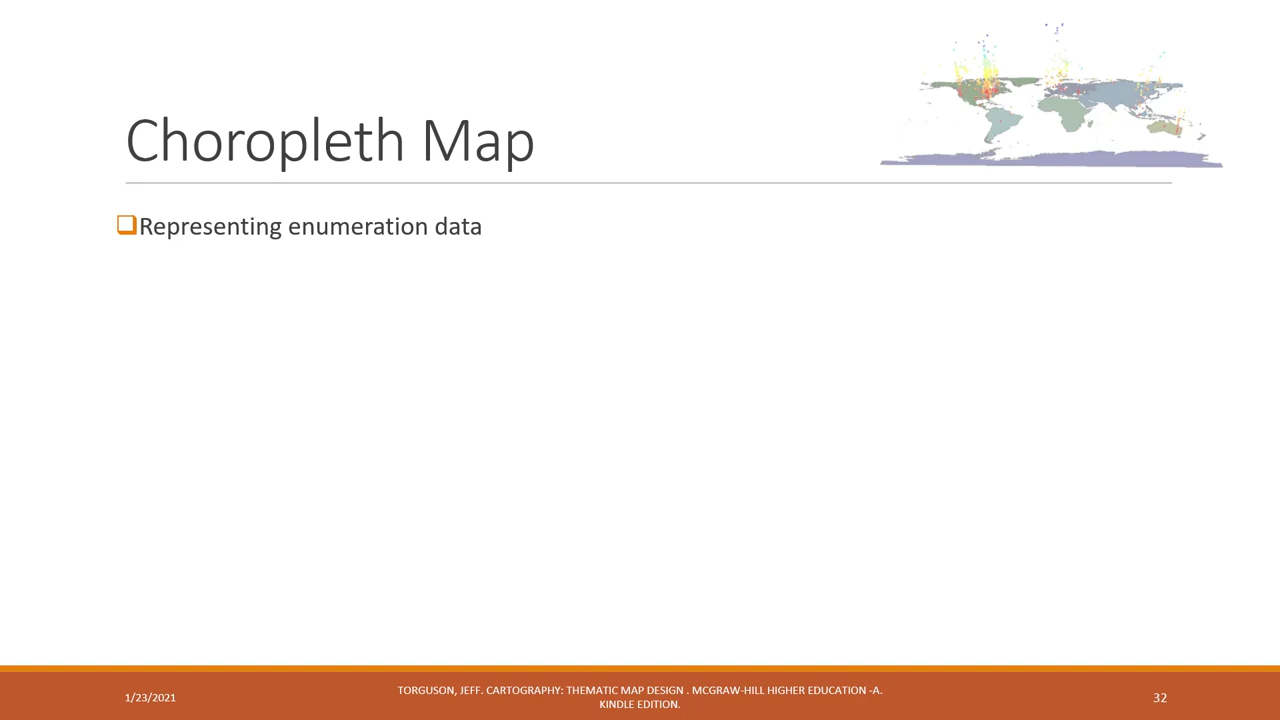 Choropleth Map
Representing enumeration data
1/23/2021
TORGUSON, JEFF. CARTOGRAPHY: THEMATIC MAP DESIGN . MCGRAW-HILL HIGHER EDUCATION -A.
KINDLE EDITION.
32